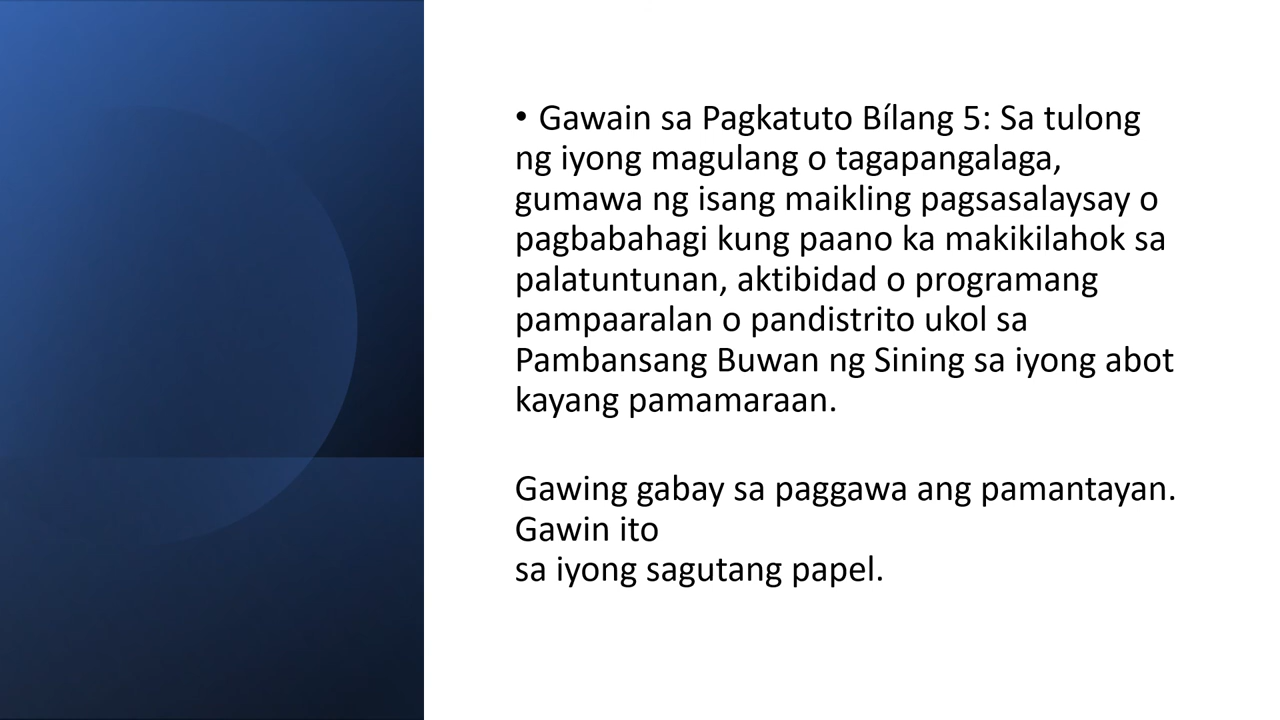 • Gawain sa Pagkatuto Bílang 5: Sa tulong
ng iyong magulang o tagapangalaga,
gumawa ng isang maikling pagsasalaysay o
pagbabahagi kung paano ka makikilahok sa
palatuntunan, aktibidad o programang
pampaaralan o pandistrito ukol sa
Pambansang Buwan ng Sining sa iyong abot
kayang pamamaraan.
Gawing gabay sa paggawa ang pamantayan.
Gawin ito
sa iyong sagutang papel.